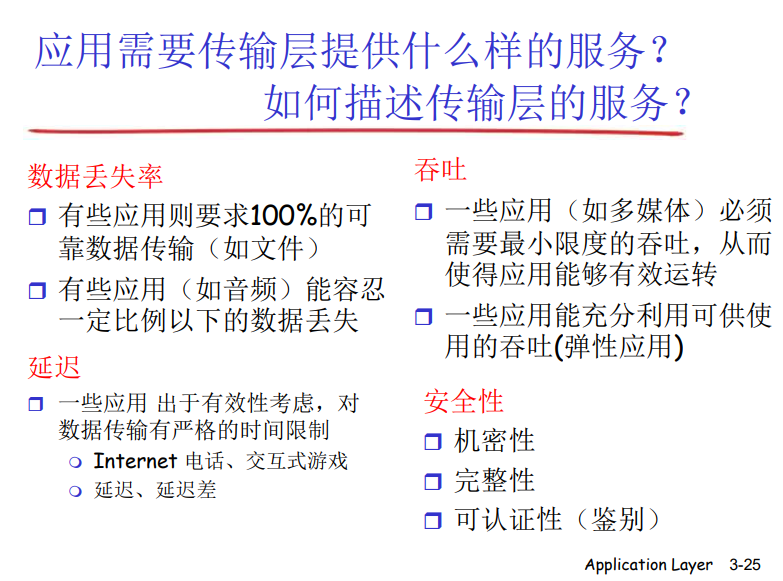 应用需要传输层提供什么样的服务？
如何描述传输层的服务？
数据丢失率
有些应用则要求100%的可
靠数据传输（如文件）
有些应用（如音频）能容忍
一定比例以下的数据丢失
延迟
一些应用 出于有效性考虑，对
数据传输有严格的时间限制
Internet 电话、交互式游戏
延迟、延迟差
吞吐
一些应用（如多媒体）必须
需要最小限度的吞吐，从而
使得应用能够有效运转
一些应用能充分利用可供使
用的吞吐(弹性应用)
安全性
机密性
完整性
可认证性（鉴别）
Application Layer 3-25